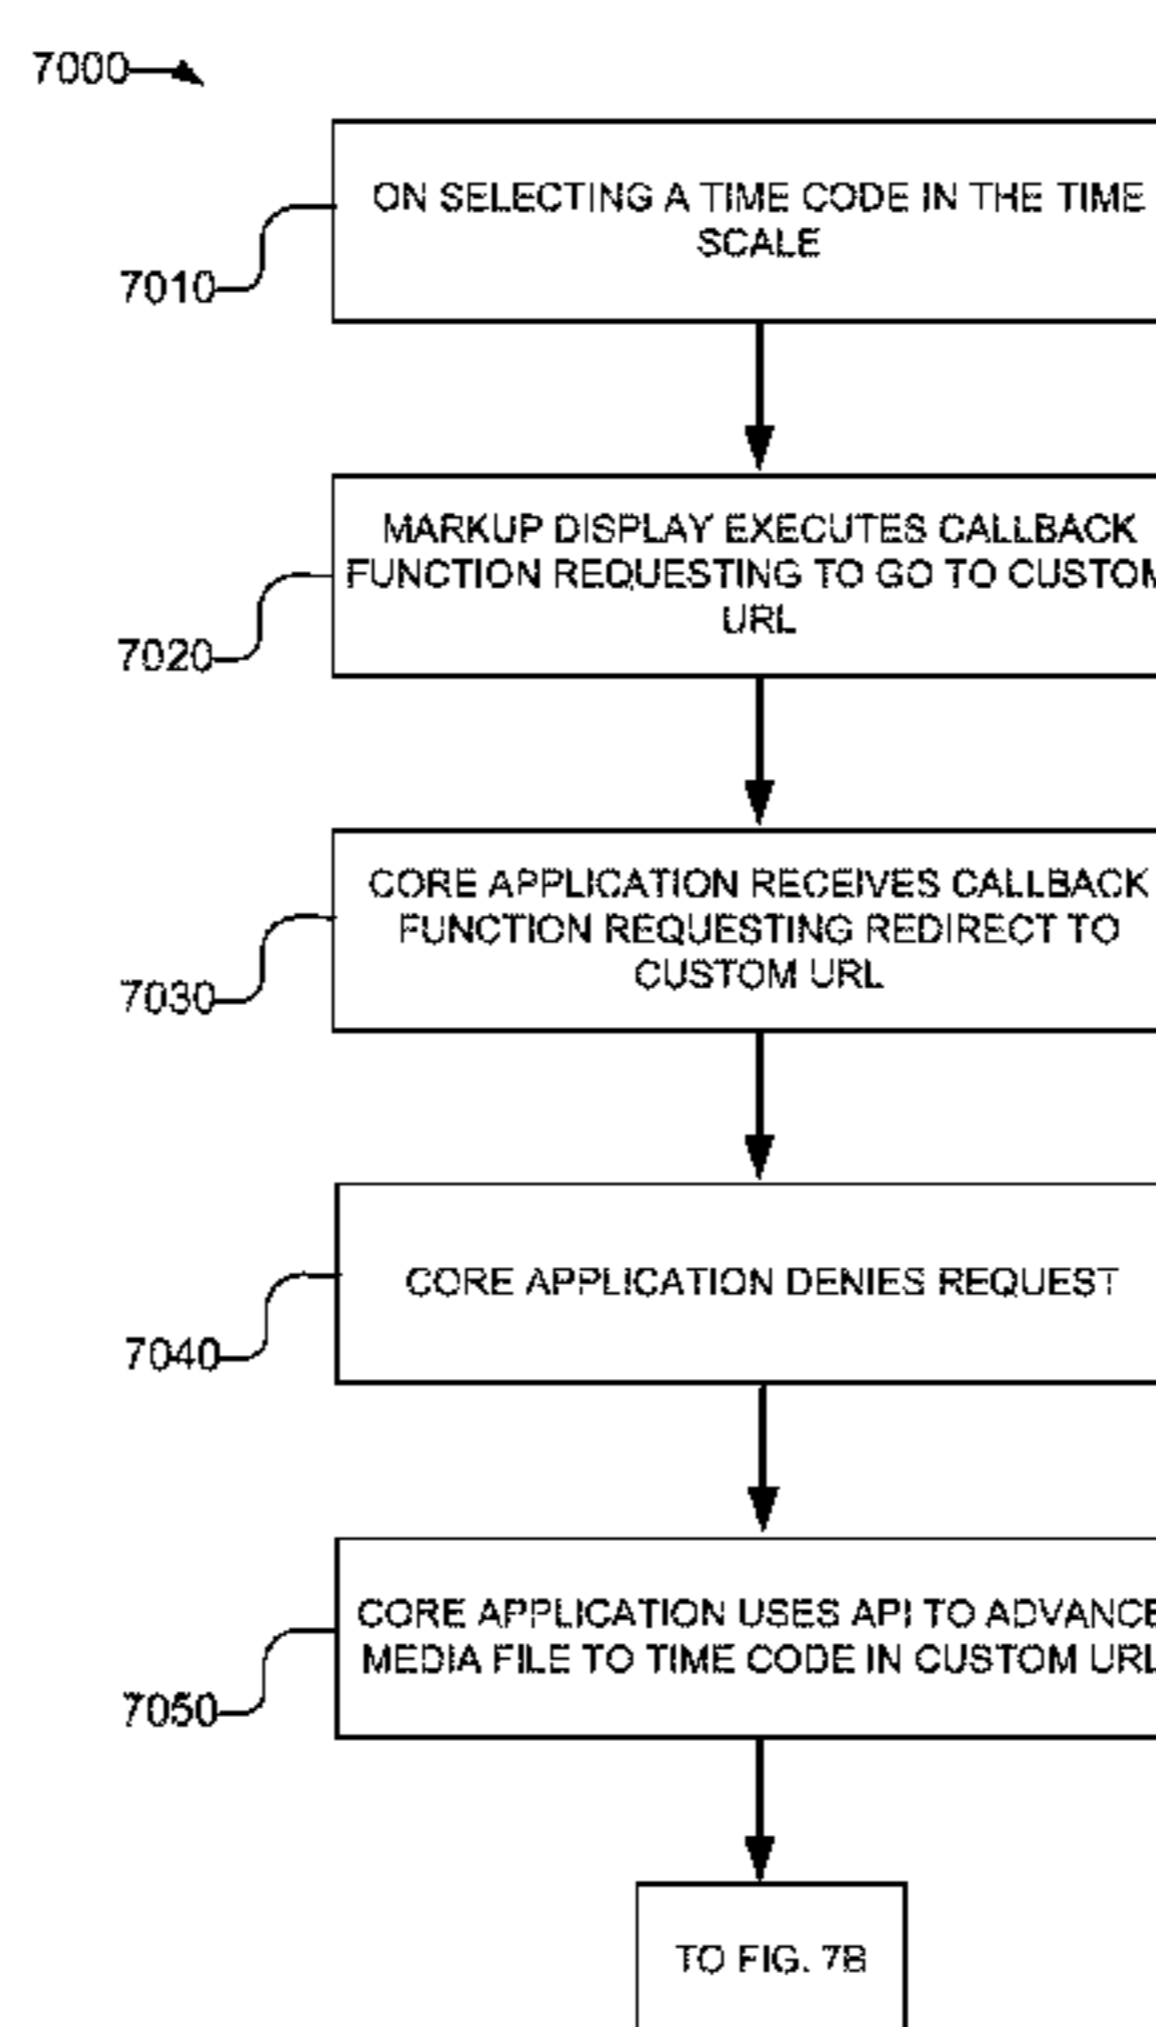 7000
ON SELECTING A TIME CODE IN THE TIME
SCALE
7010
MARKUP DISPLAY EXECUTES CALLBACK
FUNCTION REQUESTING TO GO TO CUSTOM
URL
7020
CORE APPLICATION RECEIVES CALLBACK
FUNCTION REQUESTING REDIRECT TO
CUSTOM URL
7030
CORE APPLICATION DENIES REQUEST
7040
CORE APPLICATION USES API TO ADVANCE
MEDIA FILE TO TIME CODE IN CUSTOM URL
7050
TO FIG. 7B